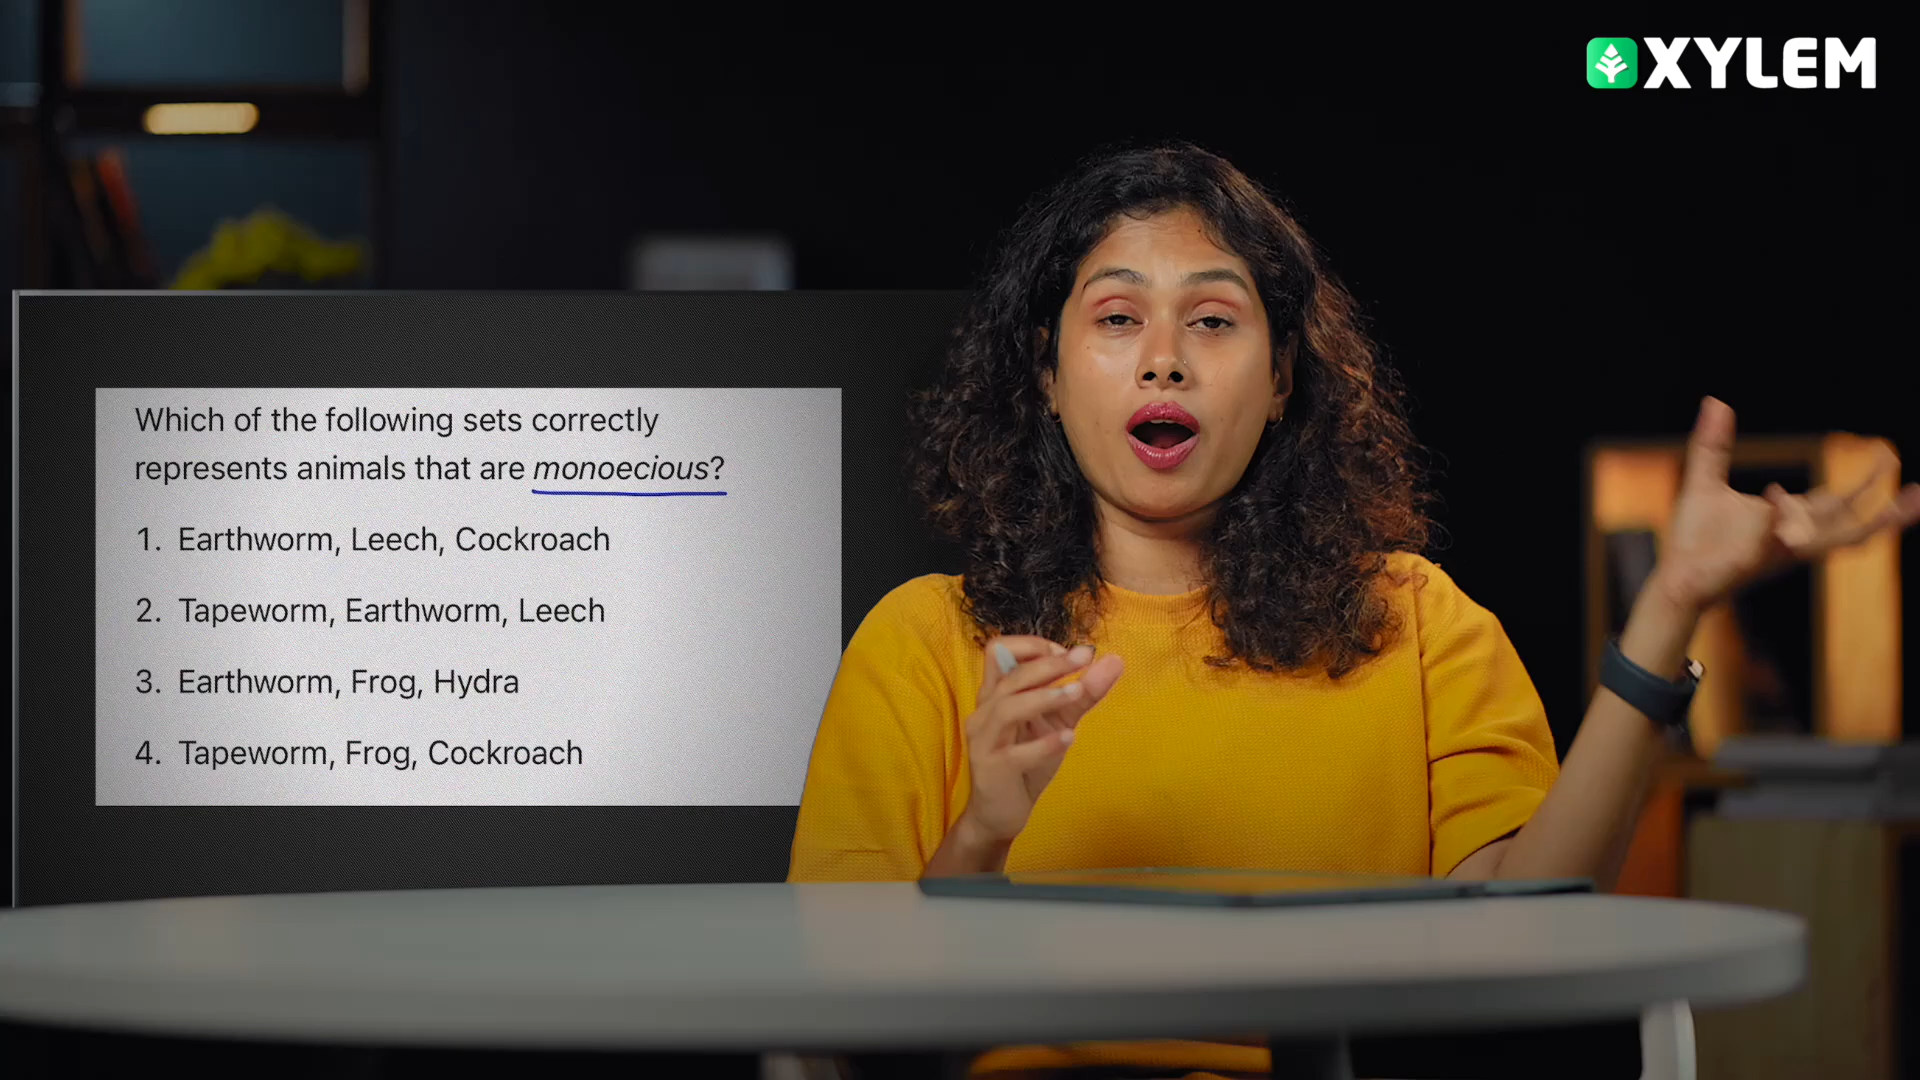 XYLEM
Which of the following sets correctly
represents animals that are monoecious?
1. Earthworm, Leech, Cockroach
2. Tapeworm, Earthworm, Leech
3. Earthworm, Frog, Hydra
4. Tapeworm, Frog, Cockroach